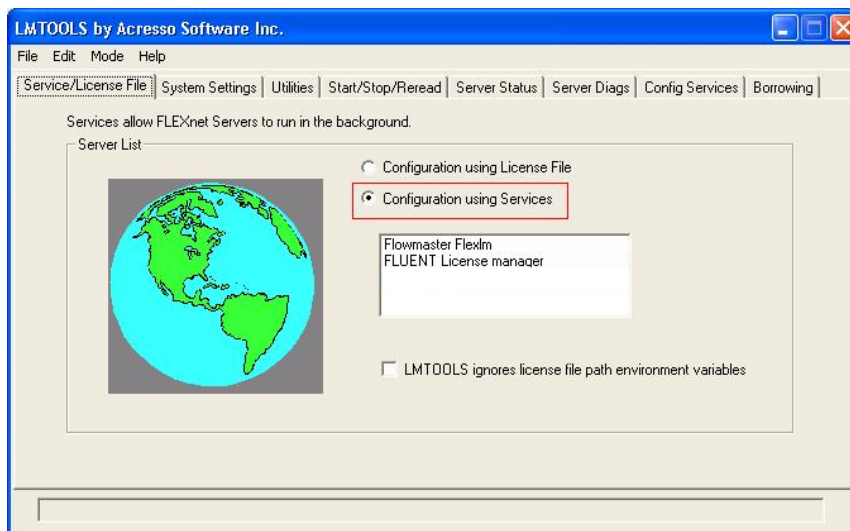 LMTOOLS by Acresso Software Inc.
File Edit Mode Help
Service/License File System Settings Utilities Start/Stop/Reread Server Status Server Diags Config Services Borrowing
Services allow FLEXnet Servers to run in the background.
Server List
Configuration using License File
Configuration using Services
Flowmaster Flexlm
FLUENT License manager
LMTOOLS ignores license file path environment variables